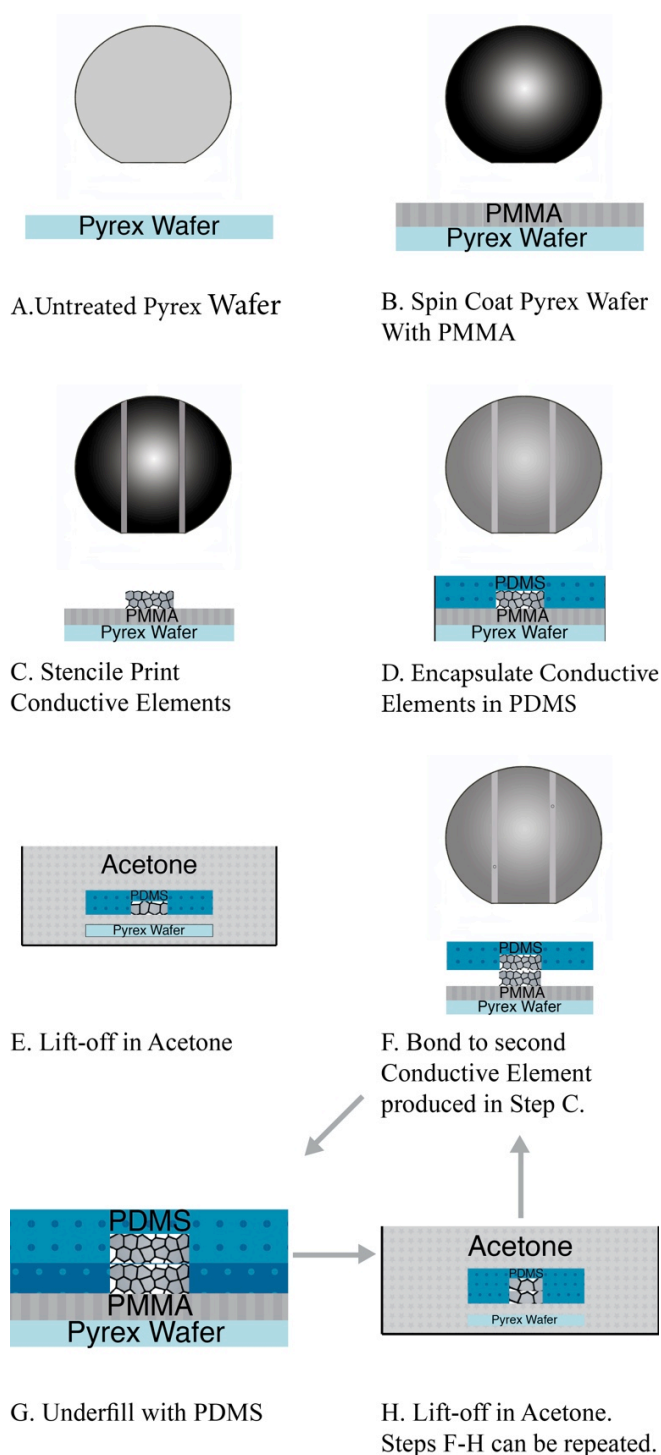 Pyrex Wafer
A.Untreated Pyrex Wafer
PMMA
Pyrex Wafer
B. Spin Coat Pyrex Wafer
With PMMA
PMMA
Pyrex Wafer
C. Stencile Print
Conductive Elements
PDMS
PMMA
Pyrex Wafer
D. Encapsulate Conductive
Elements in PDMS
Acetone
PDMS
Pyrex Wafer
E. Lift-off in Acetone
PDMS
PMMA
Pyrex Wafer
F. Bond to second
Conductive Element
produced in Step C.
PDMS
PMMA
Pyrex Wafer
G. Underfill with PDMS
Acetone
PDMS
Pyrex Wafer
H. Lift-off in Acetone.
Steps F-H can be repeated.